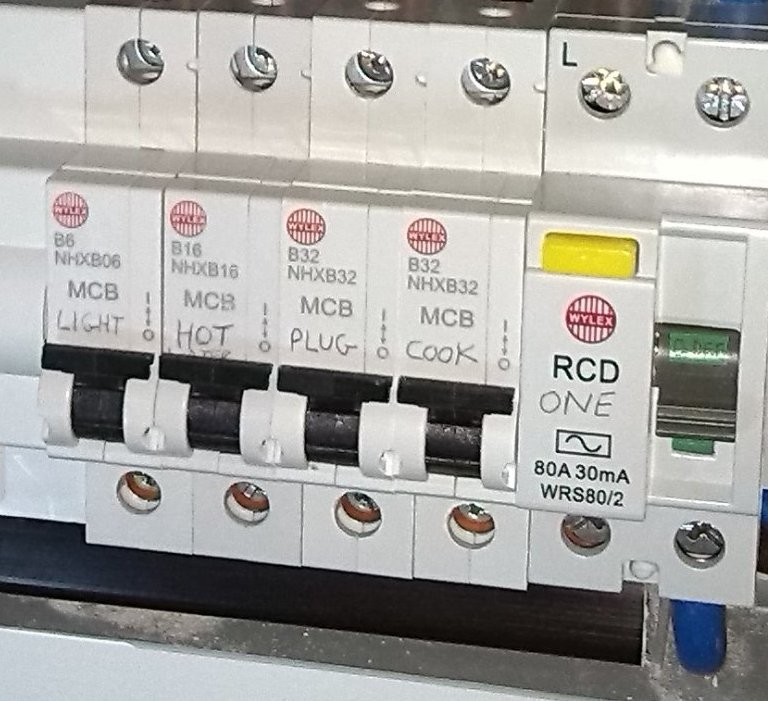 L
WYLEX
B6
NHXB06
MCB
LIGHT
WYLEX
B16
NHXB16
MCB
HOT
WYLEX
B32
NHXB32
MCB
PLUG
WYLEX
B32
NHXB32
MCB
COOK
WYLEX
RCD
ONE
80A 30mA
WRS80/2